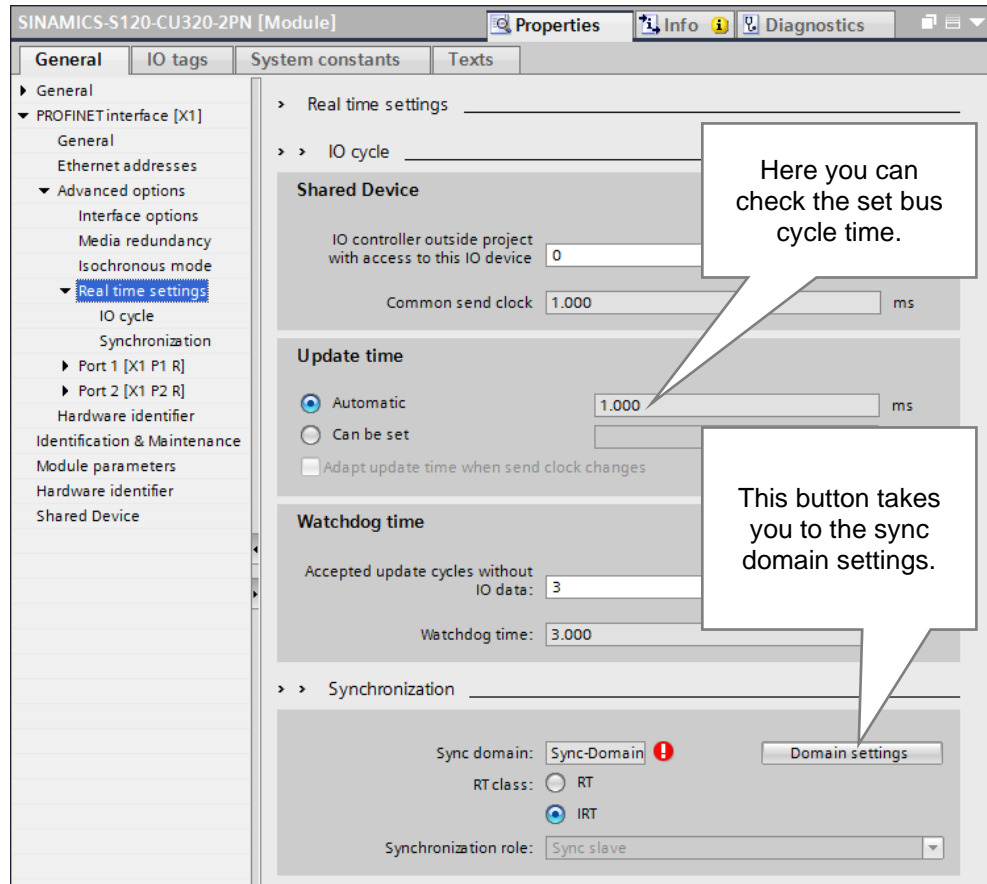 SINAMICS-S120-CU320-2PN [Module]
Properties
Info
Diagnostics
General
IO tags
System constants
Texts
General
PROFINET interface [X1]
General
Ethernet addresses
Advanced options
Interface options
Media redundancy
Isochronous mode
Real time settings
IO cycle
Synchronization
Port 1 [X1 P1 R]
Port 2 [X1 P2 R]
Hardware identifier
Identification & Maintenance
Module parameters
Hardware identifier
Shared Device
Real time settings
IO cycle
Shared Device
IO controller outside project
with access to this IO device
0
Common send clock
1.000
ms
Update time
Automatic
1.000
ms
Can be set
Adapt update time when send clock changes
Watchdog time
Accepted update cycles without
IO data:
3
Watchdog time:
3.000
Synchronization
Sync domain:
Sync-Domain
Domain settings
RT class:
RT
IRT
Synchronization role:
Sync slave
Here you can
check the set bus
cycle time.
This button takes
you to the sync
domain settings.